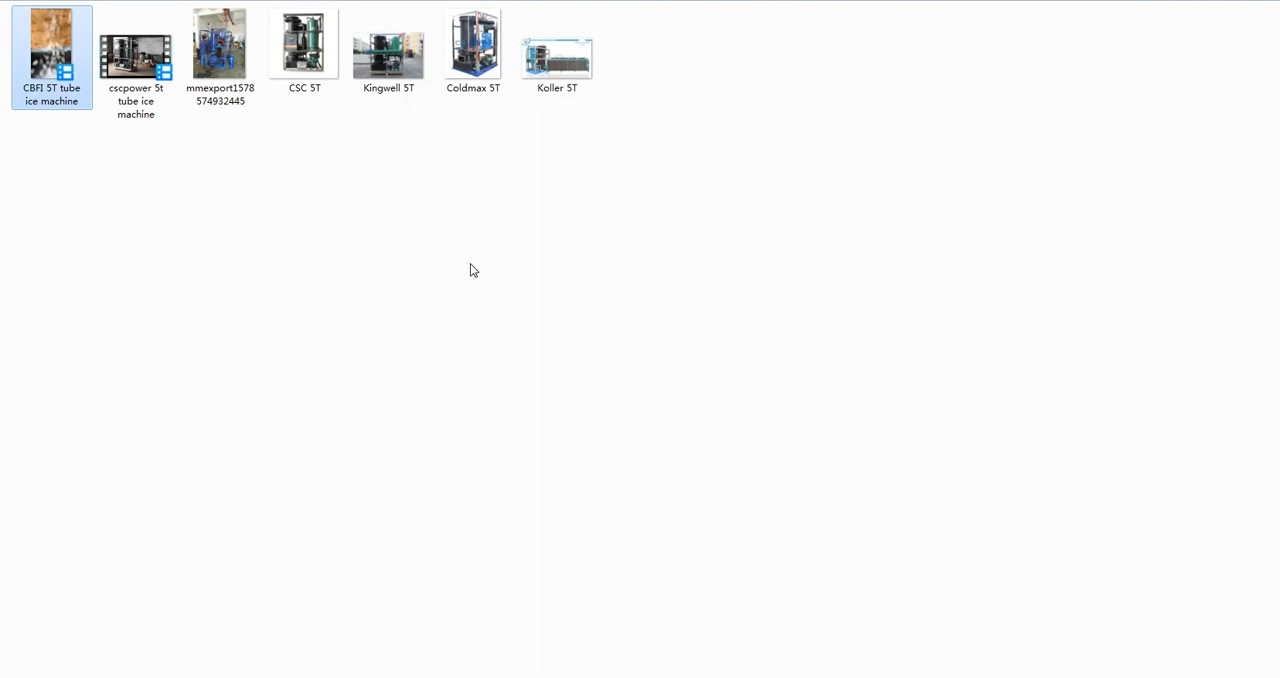 CBFI 5T tube
ice machine
cscpower 5t
tube ice
machine
mmexport1578
574932445
CSC 5T
Kingwell 5T
Coldmax 5T
Koller 5T